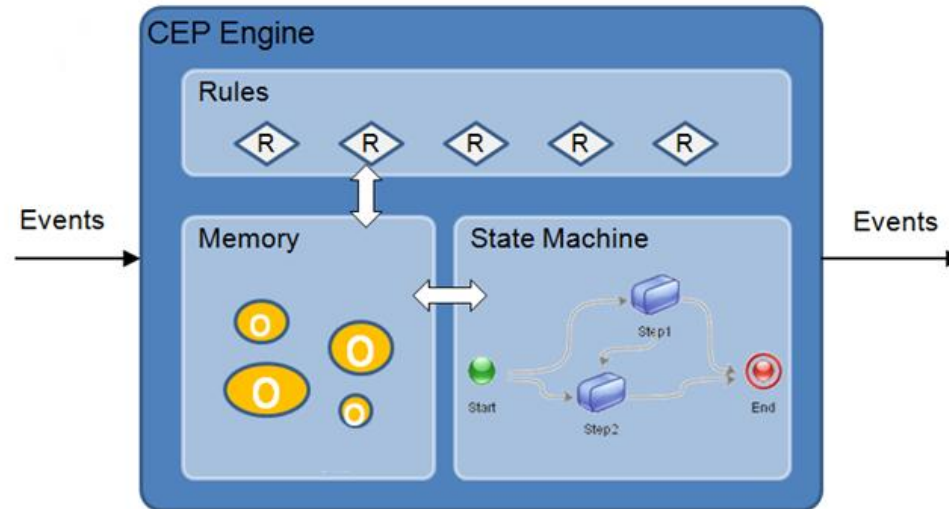 CEP Engine
Rules
R R R R R
Events
Events
Memory
State Machine
O
O
O
O
Step1
Start
End
Step2